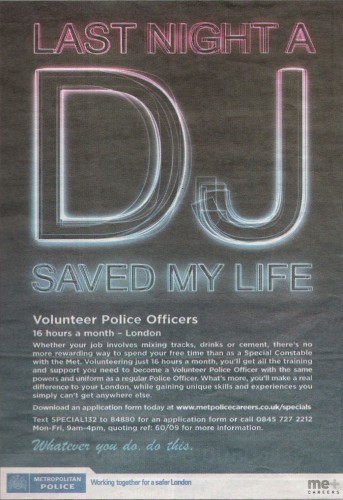 LAST NIGHT A
DJ
SAVED MY LIFE
Volunteer Police Officers
16 hours a month – London
Whether your job involves mixing tracks, drinks or cement, there's no
more rewarding way to spend your free time than as a Special Constable
with the Met. Volunteering just 16 hours a month, you'll get all the training
and support you need to become a Volunteer Police Officer with the same
powers and uniform as a regular Police Officer. What's more, you'll make a real
difference to your London, while gaining unique skills and experiences you
simply can't get anywhere else.
Download an application form today at www.metpolicecareers.co.uk/specials
Text SPECIAL132 to 84880 for an application form or call 0845 727 2212
Mon-Fri, 9am-4pm, quoting ref: 60/09 for more information.
Whatever you do, do this.
METROPOLITAN
POLICE
Working together for a safer London
me+
CAREERS